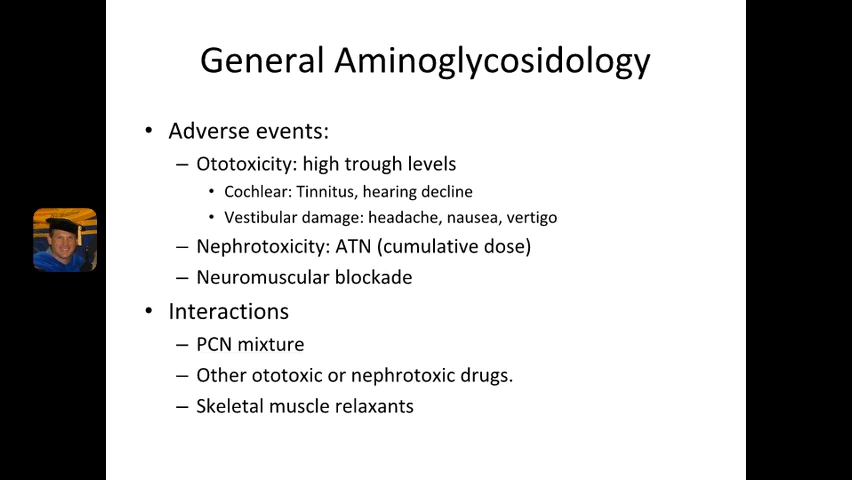 General Aminoglycosidology
• Adverse events:
– Ototoxicity: high trough levels
• Cochlear: Tinnitus, hearing decline
• Vestibular damage: headache, nausea, vertigo
– Nephrotoxicity: ATN (cumulative dose)
– Neuromuscular blockade
• Interactions
– PCN mixture
– Other ototoxic or nephrotoxic drugs.
– Skeletal muscle relaxants